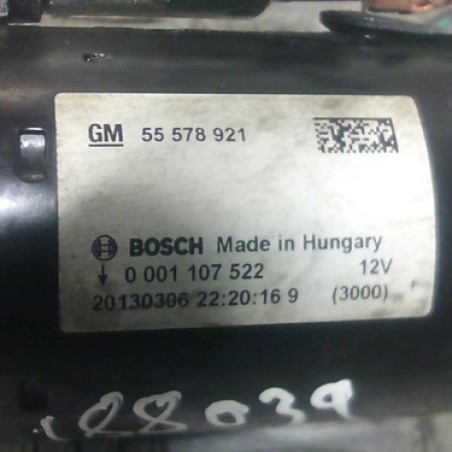 GM 55 578 921
BOSCH Made in Hungary
0 001 107 522 12V
20130306 22:20:16 9 (3000)
108039